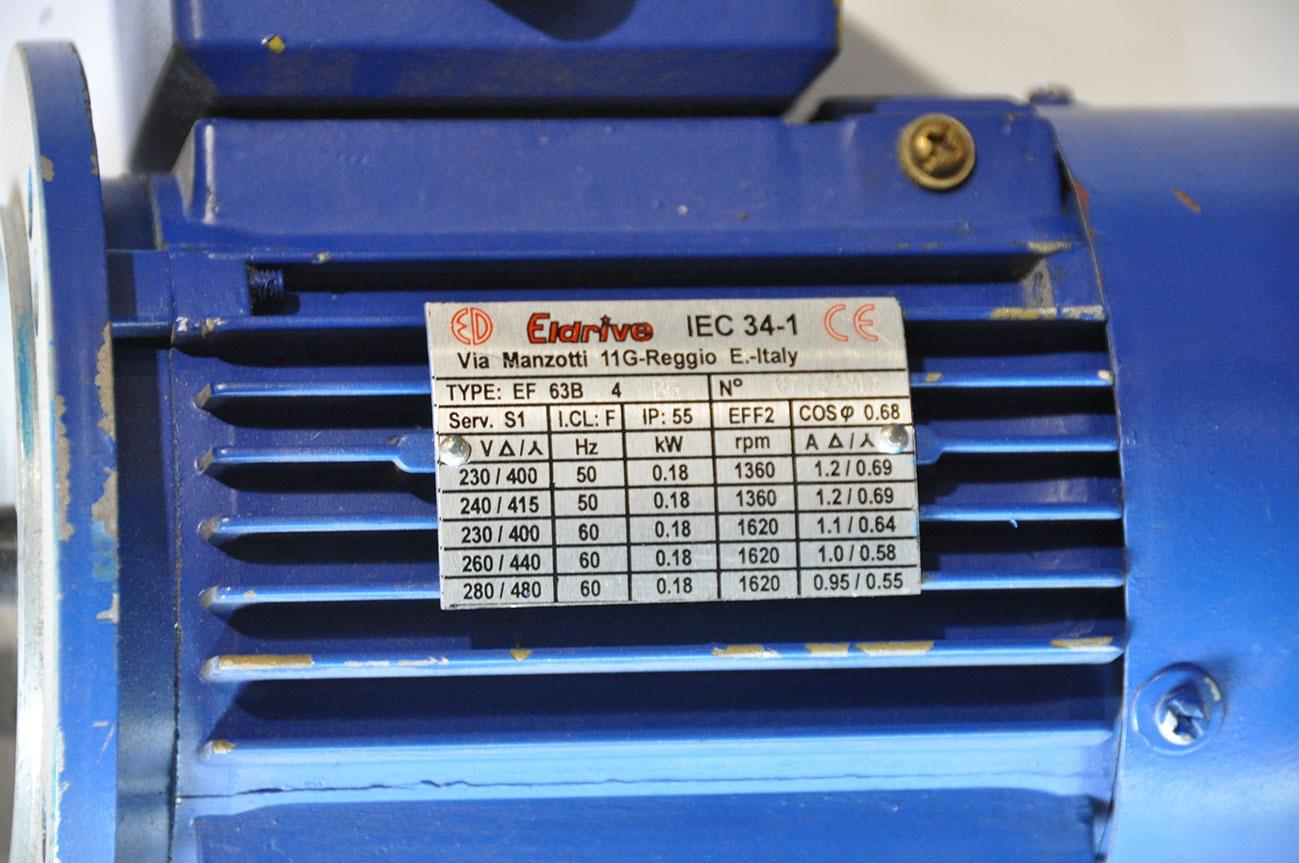 ED Eldrive IEC 34-1 CE
Via Manzotti 11G-Reggio E.-Italy
TYPE: EF 63B 4 N°
Serv. S1 I.CL: F IP: 55 EFF2 COSφ 0.68
V Δ/⅄ Hz kW rpm A Δ/⅄
230 / 400 50 0.18 1360 1.2 / 0.69
240 / 415 50 0.18 1360 1.2 / 0.69
230 / 400 60 0.18 1620 1.1 / 0.64
260 / 440 60 0.18 1620 1.0 / 0.58
280 / 480 60 0.18 1620 0.95 / 0.55